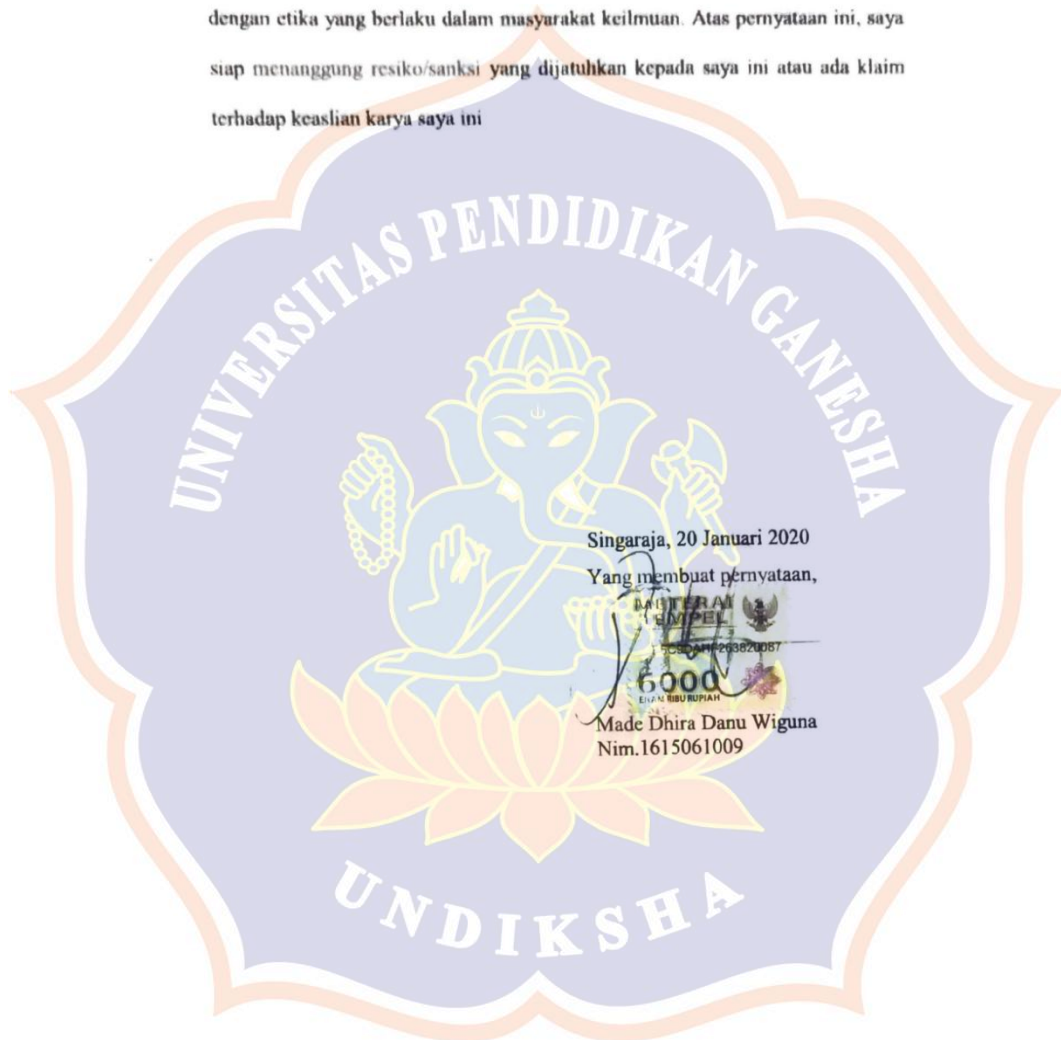 dengan etika yang berlaku dalam masyarakat keilmuan. Atas pernyataan ini, saya
siap menanggung resiko/sanksi yang dijatuhkan kepada saya ini atau ada klaim
terhadap keaslian karya saya ini
UNIVERSITAS PENDIDIKAN GANESHA
Singaraja, 20 Januari 2020
Yang membuat pernyataan,
METERAI
TEMPEL
6000
ENAM RIBU RUPIAH
Made Dhira Danu Wiguna
Nim.1615061009
UNDIKSHA